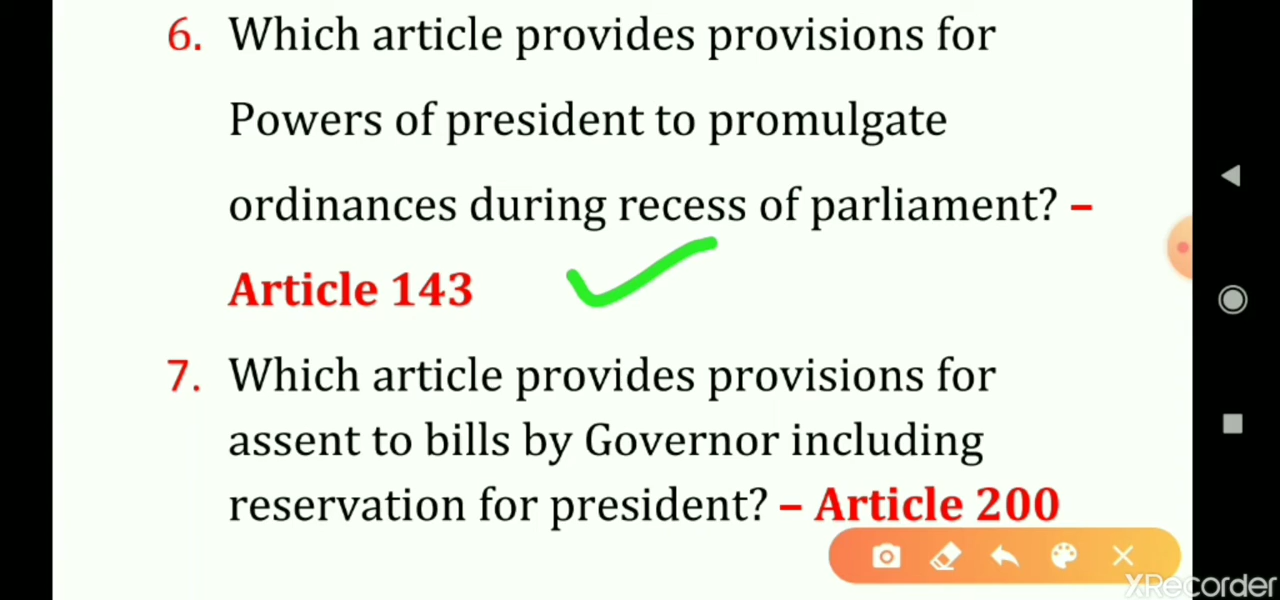 6. Which article provides provisions for
Powers of president to promulgate
ordinances during recess of parliament? –
Article 143
7. Which article provides provisions for
assent to bills by Governor including
reservation for president? – Article 200
XRecorder